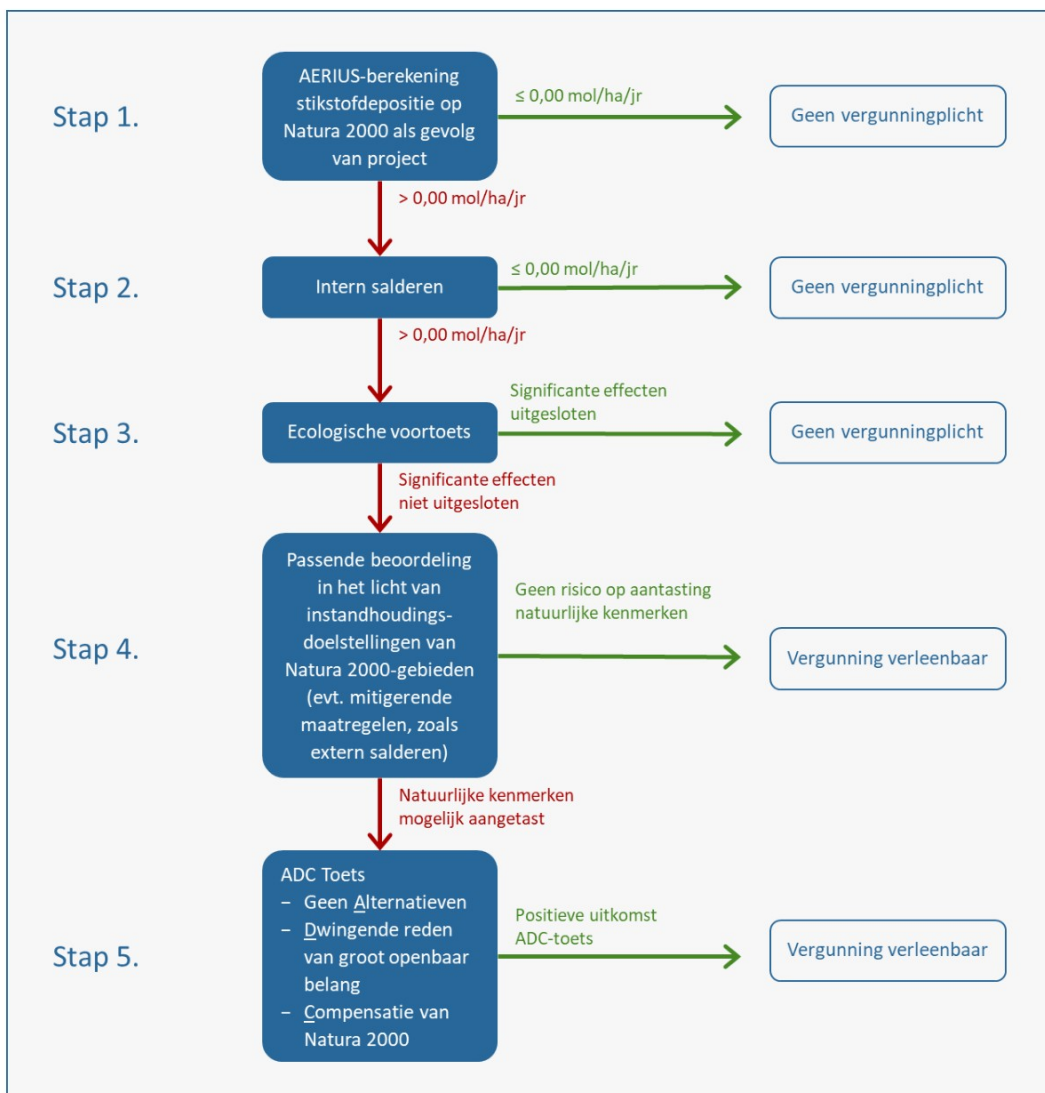 Stap 1.
AERIUS-berekening
stikstofdepositie op
Natura 2000 als gevolg
van project
≤ 0,00 mol/ha/jr
Geen vergunningplicht
> 0,00 mol/ha/jr
Stap 2.
Intern salderen
≤ 0,00 mol/ha/jr
Geen vergunningplicht
> 0,00 mol/ha/jr
Stap 3.
Ecologische voortoets
Significante effecten
uitgesloten
Geen vergunningplicht
Significante effecten
niet uitgesloten
Stap 4.
Passende beoordeling
in het licht van
instandhoudings-
doelstellingen van
Natura 2000-gebieden
(evt. mitigerende
maatregelen, zoals
extern salderen)
Geen risico op aantasting
natuurlijke kenmerken
Vergunning verleenbaar
Natuurlijke kenmerken
mogelijk aangetast
Stap 5.
ADC Toets
– Geen Alternatieven
– Dwingende reden
van groot openbaar
belang
– Compensatie van
Natura 2000
Positieve uitkomst
ADC-toets
Vergunning verleenbaar